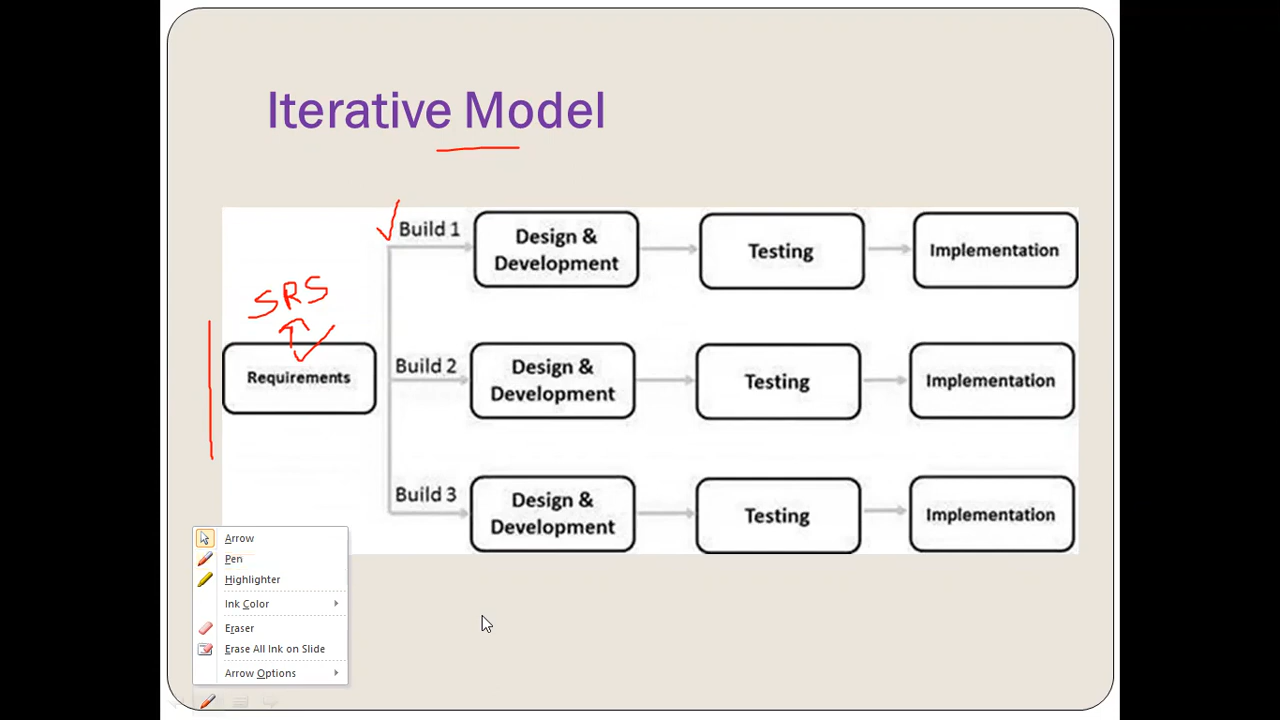 Iterative Model
Build 1
Design &
Development
Testing
Implementation
SRS
Requirements
Build 2
Design &
Development
Testing
Implementation
Build 3
Design &
Development
Testing
Implementation
Arrow
Pen
Highlighter
Ink Color
Eraser
Erase All Ink on Slide
Arrow Options